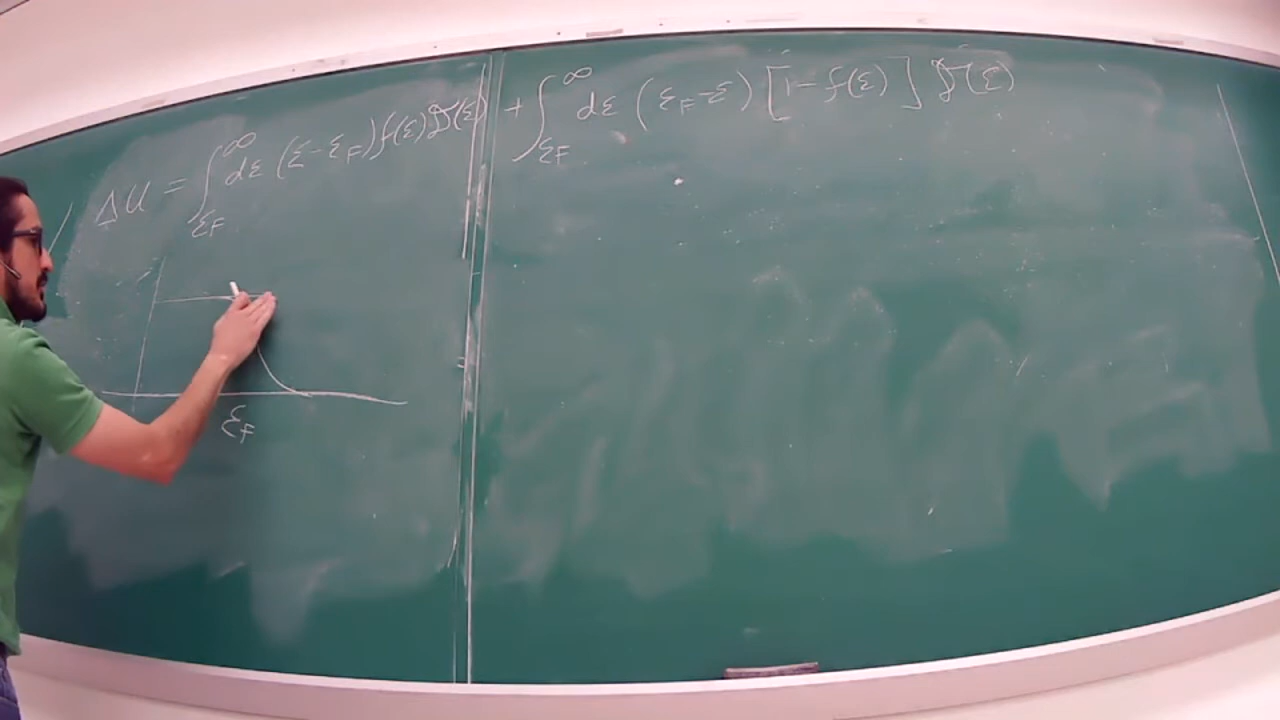 ΔU = ∫_{ε_F}^{∞} dε (ε-ε_F) f(ε) 𝒟(ε) + ∫_{ε_F}^{∞} dε (ε_F-ε) [1-f(ε)] 𝒟(ε)
ε_F